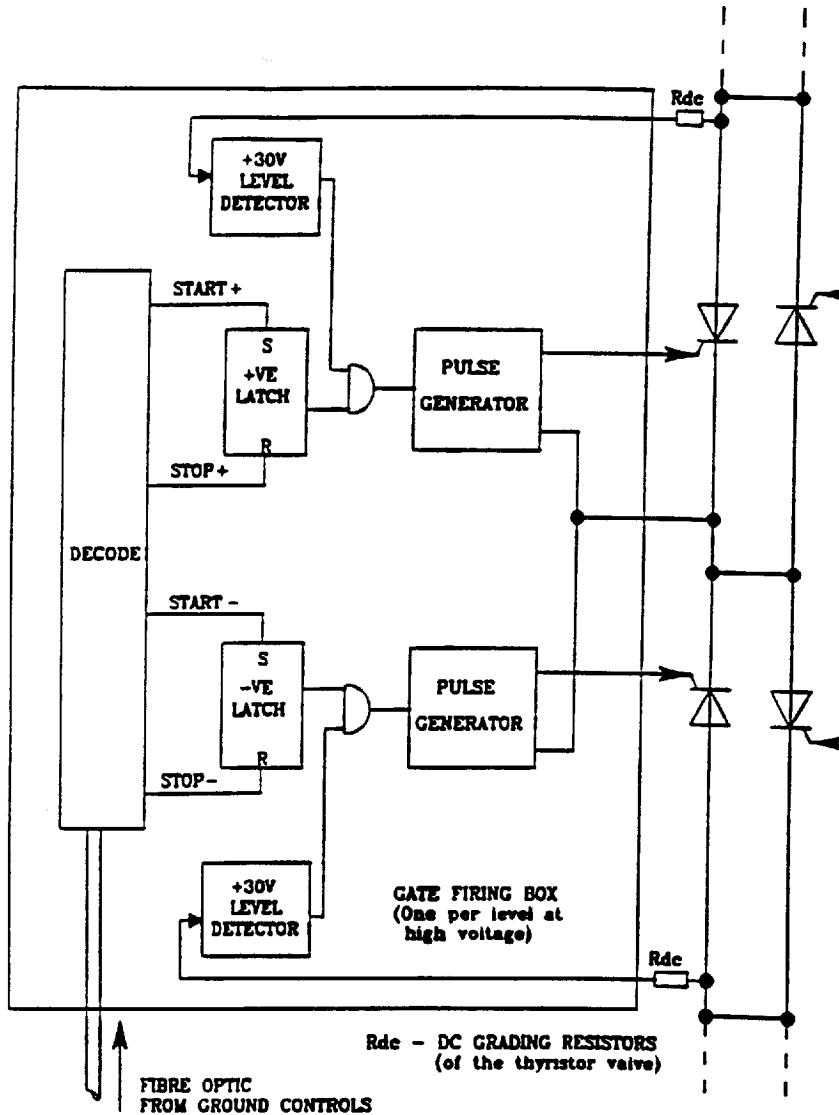 Rdc
+30V
LEVEL
DETECTOR
START+
S
+VE
LATCH
R
STOP+
PULSE
GENERATOR
DECODE
START-
S
-VE
LATCH
R
STOP-
PULSE
GENERATOR
+30V
LEVEL
DETECTOR
GATE FIRING BOX
(One per level at
high voltage)
Rdc
Rdc - DC GRADING RESISTORS
(of the thyristor valve)
FIBRE OPTIC
FROM GROUND CONTROLS